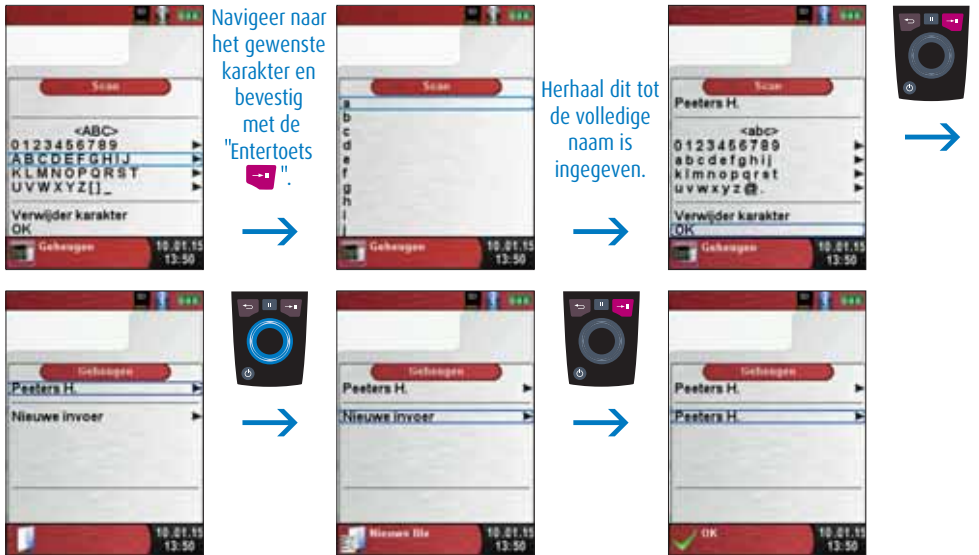 Scan
<ABC>
0123456789
ABCDEFGHIJ
KLMNOPQRST
UVWXYZ[]_
Verwijder karakter
OK
Geheugen
10.01.15
13:50
Navigeer naar
het gewenste
karakter en
bevestig
met de
"Entertoets
".
Scan
a
b
c
d
e
f
g
h
i
j
Geheugen
10.01.15
13:50
Herhaal dit tot
de volledige
naam is
ingegeven.
Scan
Peeters H.
<abc>
0123456789
abcdefghij
klmnopqrst
uvwxyz@.
Verwijder karakter
OK
Geheugen
10.01.15
13:50
Geheugen
Peeters H.
Nieuwe invoer
10.01.15
13:50
Geheugen
Peeters H.
Nieuwe invoer
Nieuwe file
10.01.15
13:50
Geheugen
Peeters H.
Peeters H.
OK
10.01.15
13:50